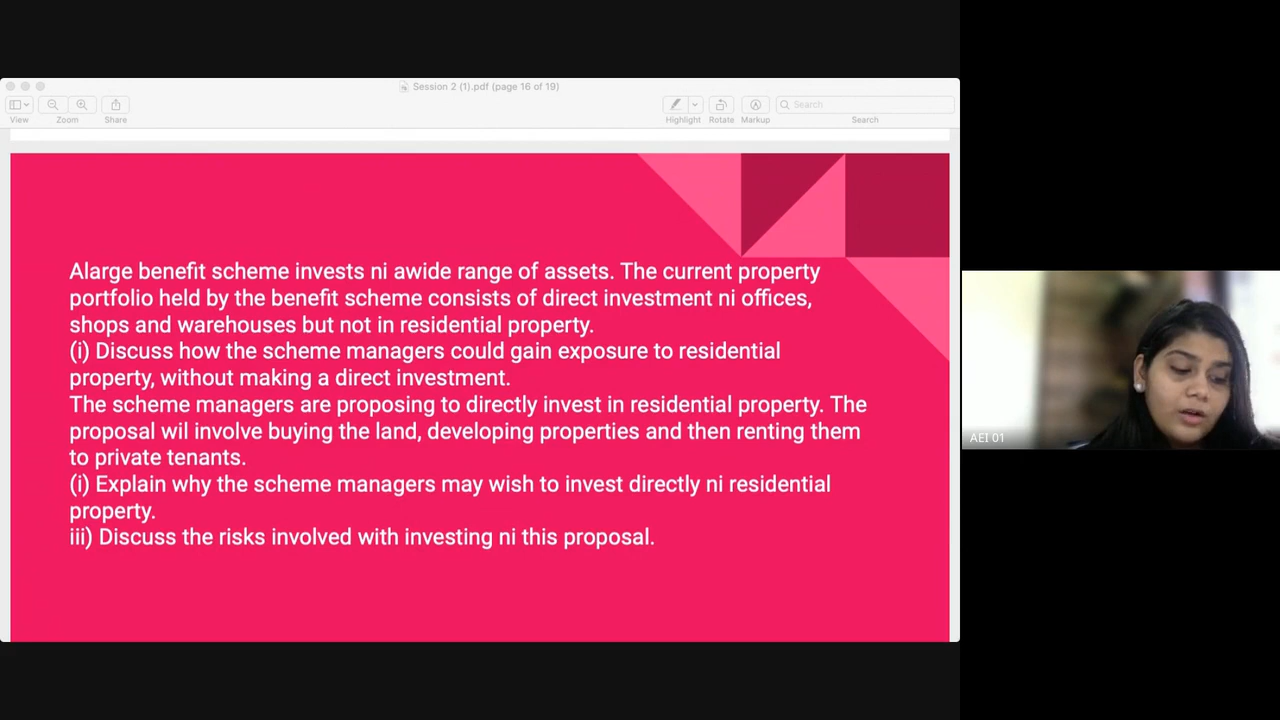 Session 2 (1).pdf (page 16 of 19)
View
Zoom
Share
Highlight
Rotate
Markup
Search
Search
Alarge benefit scheme invests ni awide range of assets. The current property
portfolio held by the benefit scheme consists of direct investment ni offices,
shops and warehouses but not in residential property.
(i) Discuss how the scheme managers could gain exposure to residential
property, without making a direct investment.
The scheme managers are proposing to directly invest in residential property. The
proposal wil involve buying the land, developing properties and then renting them
to private tenants.
(i) Explain why the scheme managers may wish to invest directly ni residential
property.
iii) Discuss the risks involved with investing ni this proposal.
AEI 01